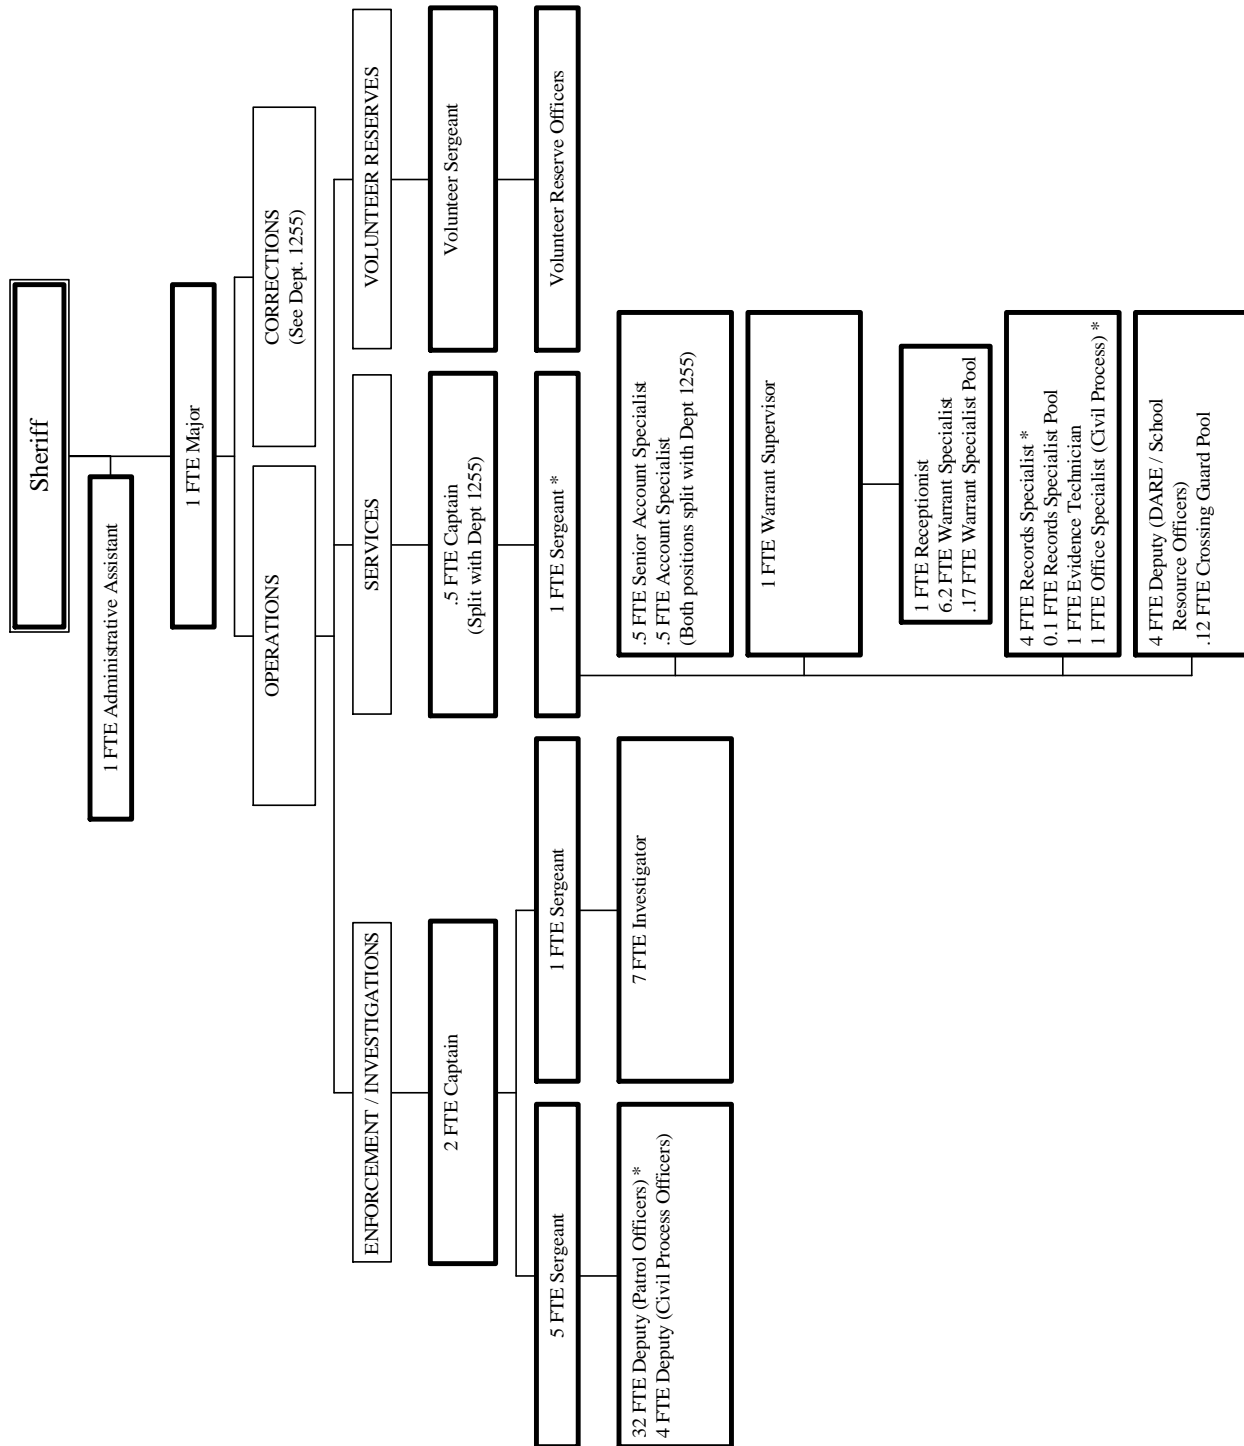 Sheriff
1 FTE Administrative Assistant
1 FTE Major
OPERATIONS
CORRECTIONS
(See Dept. 1255)
ENFORCEMENT / INVESTIGATIONS
SERVICES
VOLUNTEER RESERVES
2 FTE Captain
.5 FTE Captain
(Split with Dept 1255)
Volunteer Sergeant
5 FTE Sergeant
1 FTE Sergeant
1 FTE Sergeant *
Volunteer Reserve Officers
32 FTE Deputy (Patrol Officers) *
4 FTE Deputy (Civil Process Officers)
7 FTE Investigator
.5 FTE Senior Account Specialist
.5 FTE Account Specialist
(Both positions split with Dept 1255)
1 FTE Warrant Supervisor
1 FTE Receptionist
6.2 FTE Warrant Specialist
.17 FTE Warrant Specialist Pool
4 FTE Records Specialist *
0.1 FTE Records Specialist Pool
1 FTE Evidence Technician
1 FTE Office Specialist (Civil Process) *
4 FTE Deputy (DARE / School
Resource Officers)
.12 FTE Crossing Guard Pool